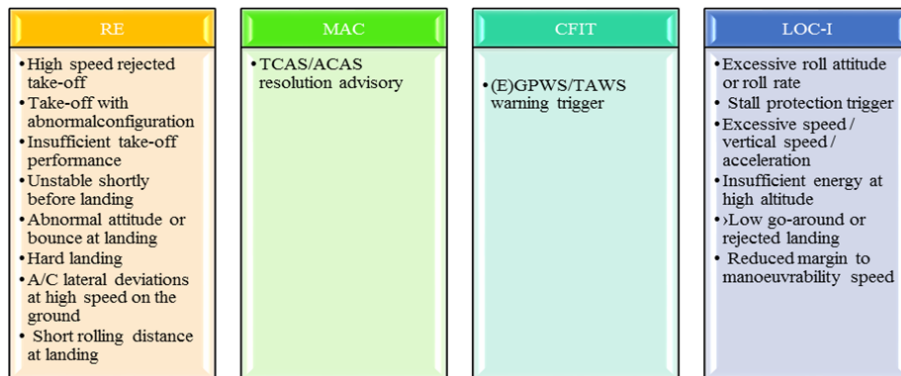 RE
• High speed rejected
take-off
• Take-off with
abnormalconfiguration
• Insufficient take-off
performance
• Unstable shortly
before landing
• Abnormal attitude or
bounce at landing
• Hard landing
• A/C lateral deviations
at high speed on the
ground
• Short rolling distance
at landing
MAC
• TCAS/ACAS
resolution advisory
CFIT
• (E)GPWS/TAWS
warning trigger
LOC-I
• Excessive roll attitude
or roll rate
• Stall protection trigger
• Excessive speed /
vertical speed /
acceleration
• Insufficient energy at
high altitude
• ›Low go-around or
rejected landing
• Reduced margin to
manoeuvrability speed